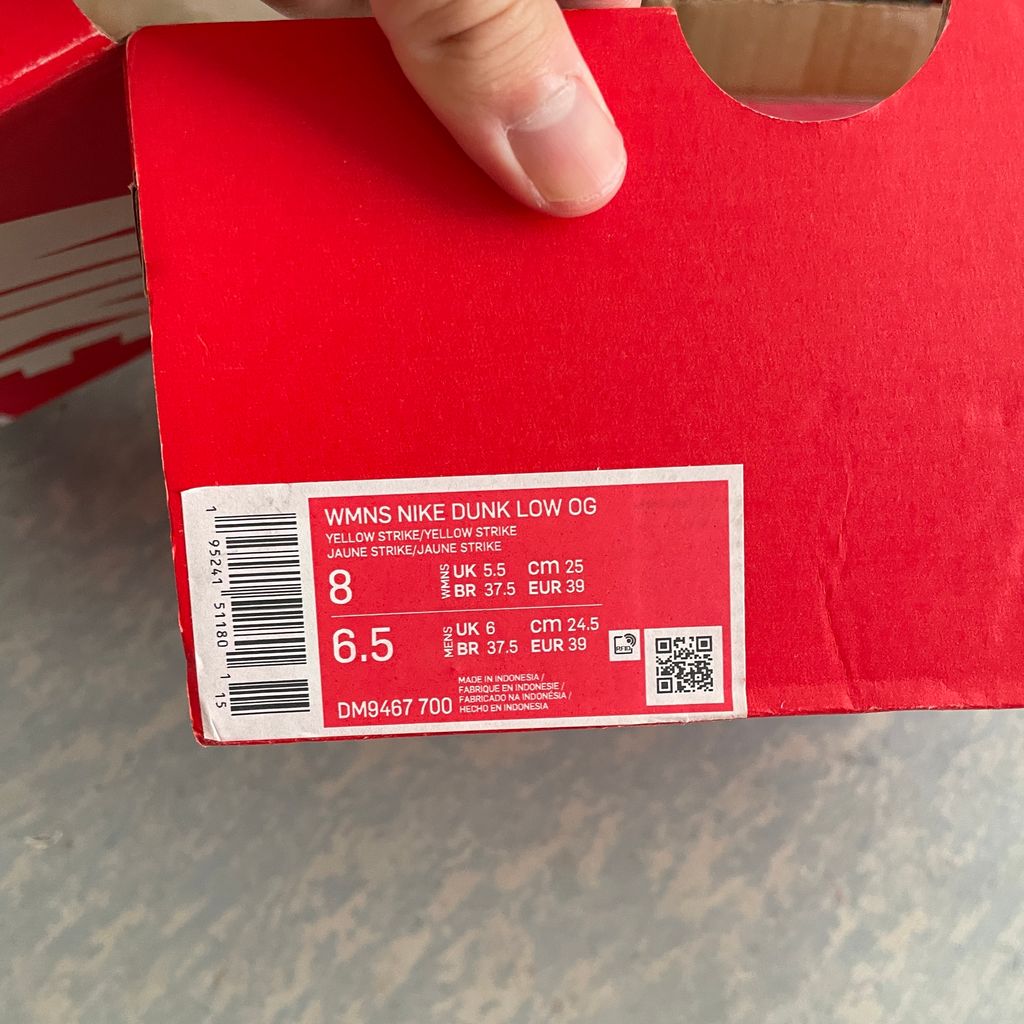 WMNS NIKE DUNK LOW OG
YELLOW STRIKE/YELLOW STRIKE
JAUNE STRIKE/JAUNE STRIKE
8
WMNS
UK 5.5 cm 25
BR 37.5 EUR 39
6.5
MENS
UK 6 cm 24.5
BR 37.5 EUR 39
RFID
DM9467 700
MADE IN INDONESIA /
FABRIQUE EN INDONESIE /
FABRICADO NA INDONÉSIA /
HECHO EN INDONESIA
1 95241 51180 1 15